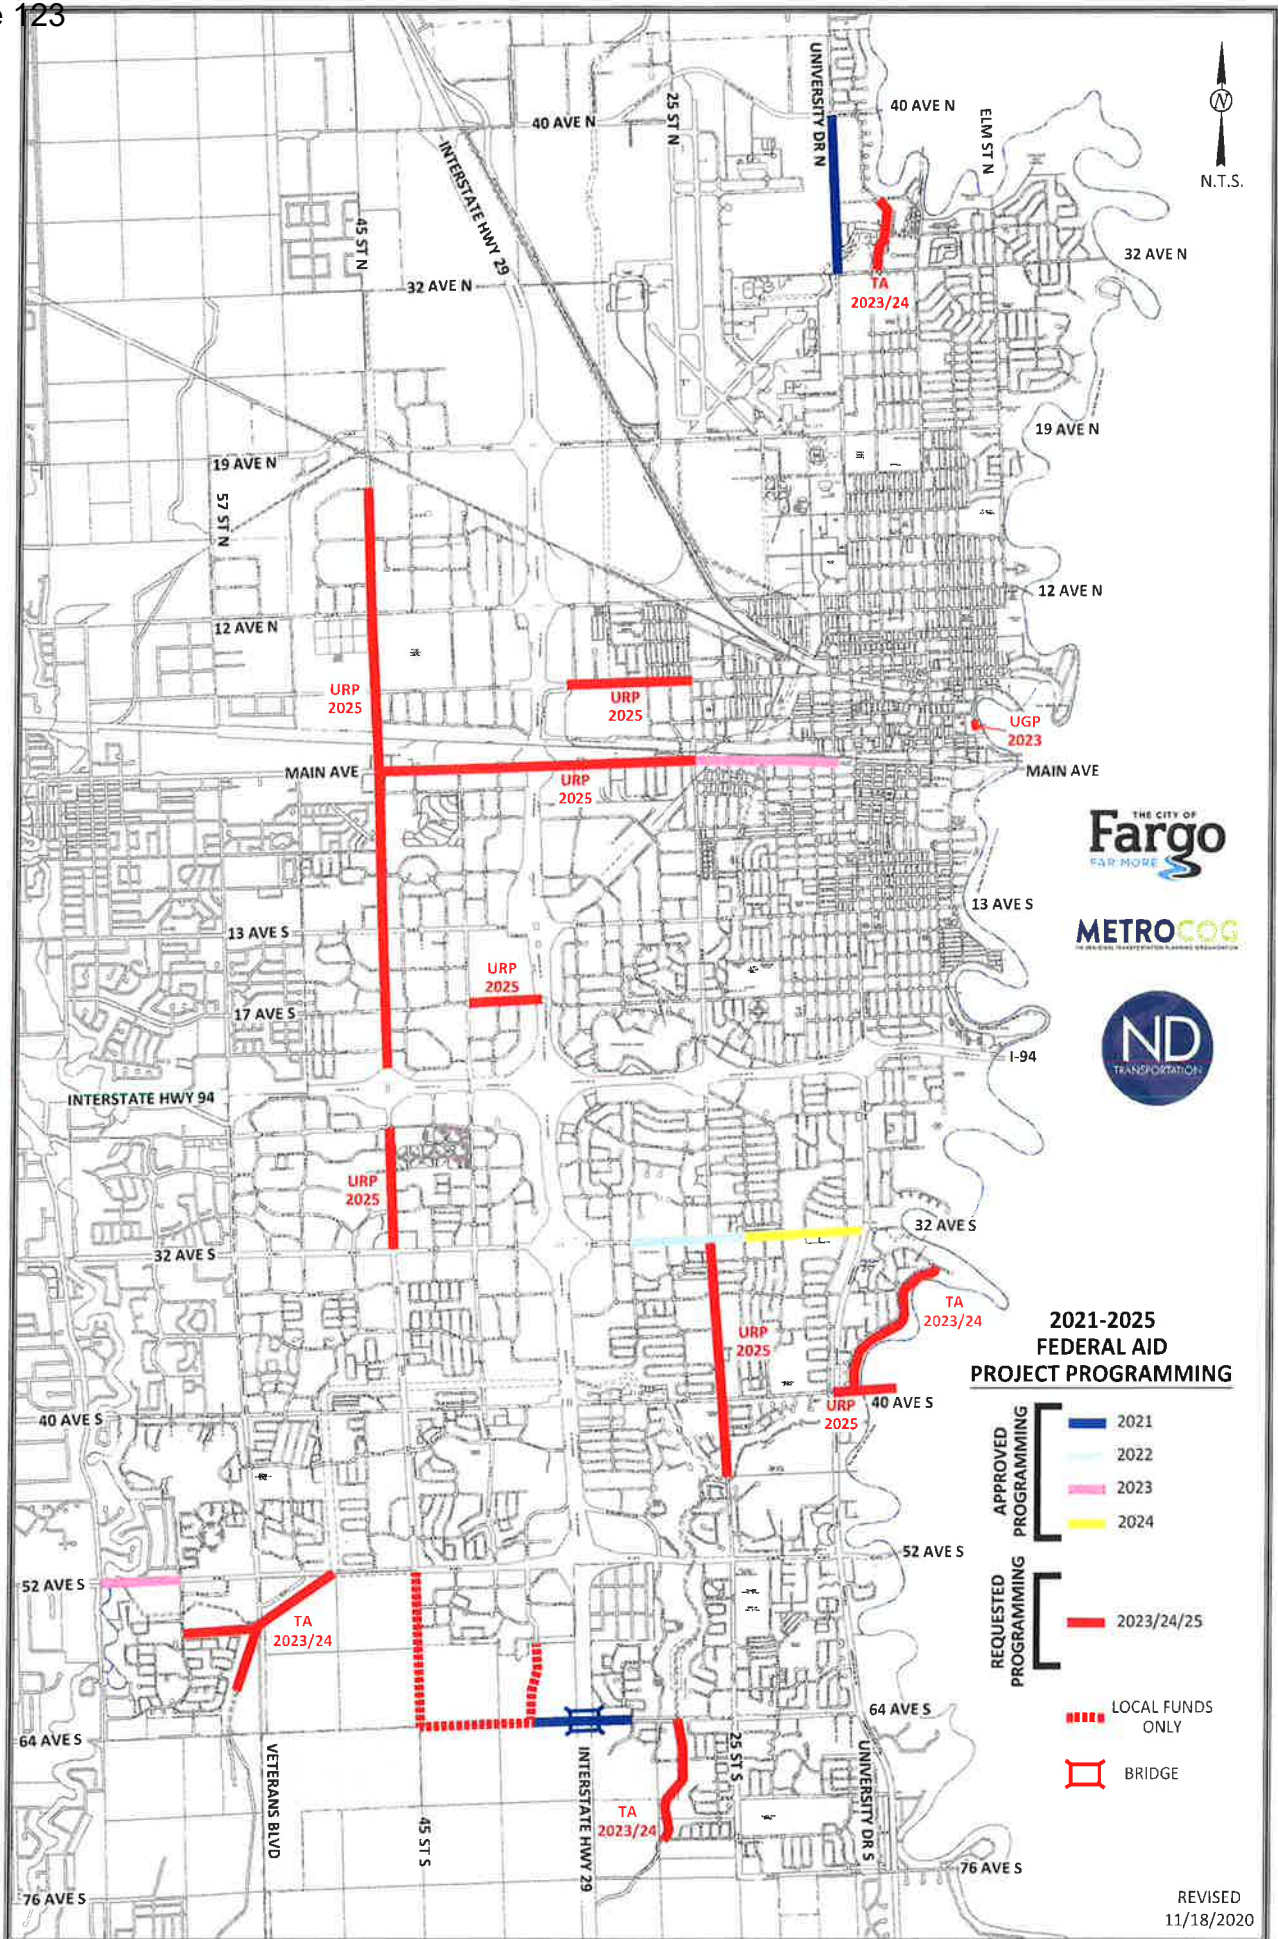 e 123
UNIVERSITY DR N
40 AVE N
25 ST N
40 AVE N
ELM ST N
N
N.T.S.
INTERSTATE HWY 29
45 ST N
32 AVE N
32 AVE N
TA
2023/24
19 AVE N
19 AVE N
57 ST N
12 AVE N
12 AVE N
URP
2025
URP
2025
UGP
2023
MAIN AVE
URP
2025
MAIN AVE
THE CITY OF
Fargo
FAR MORE
13 AVE S
METROCOG
13 AVE S
URP
2025
17 AVE S
ND
TRANSPORTATION
I-94
INTERSTATE HWY 94
URP
2025
32 AVE S
32 AVE S
TA
2023/24
URP
2025
URP
2025
40 AVE S
40 AVE S
2021-2025
FEDERAL AID
PROJECT PROGRAMMING
APPROVED
PROGRAMMING
2021
2022
2023
2024
52 AVE S
52 AVE S
REQUESTED
PROGRAMMING
2023/24/25
TA
2023/24
LOCAL FUNDS
ONLY
BRIDGE
64 AVE S
64 AVE S
VETERANS BLVD
45 ST S
INTERSTATE HWY 29
TA
2023/24
25 ST S
UNIVERSITY DR S
76 AVE S
76 AVE S
REVISED
11/18/2020